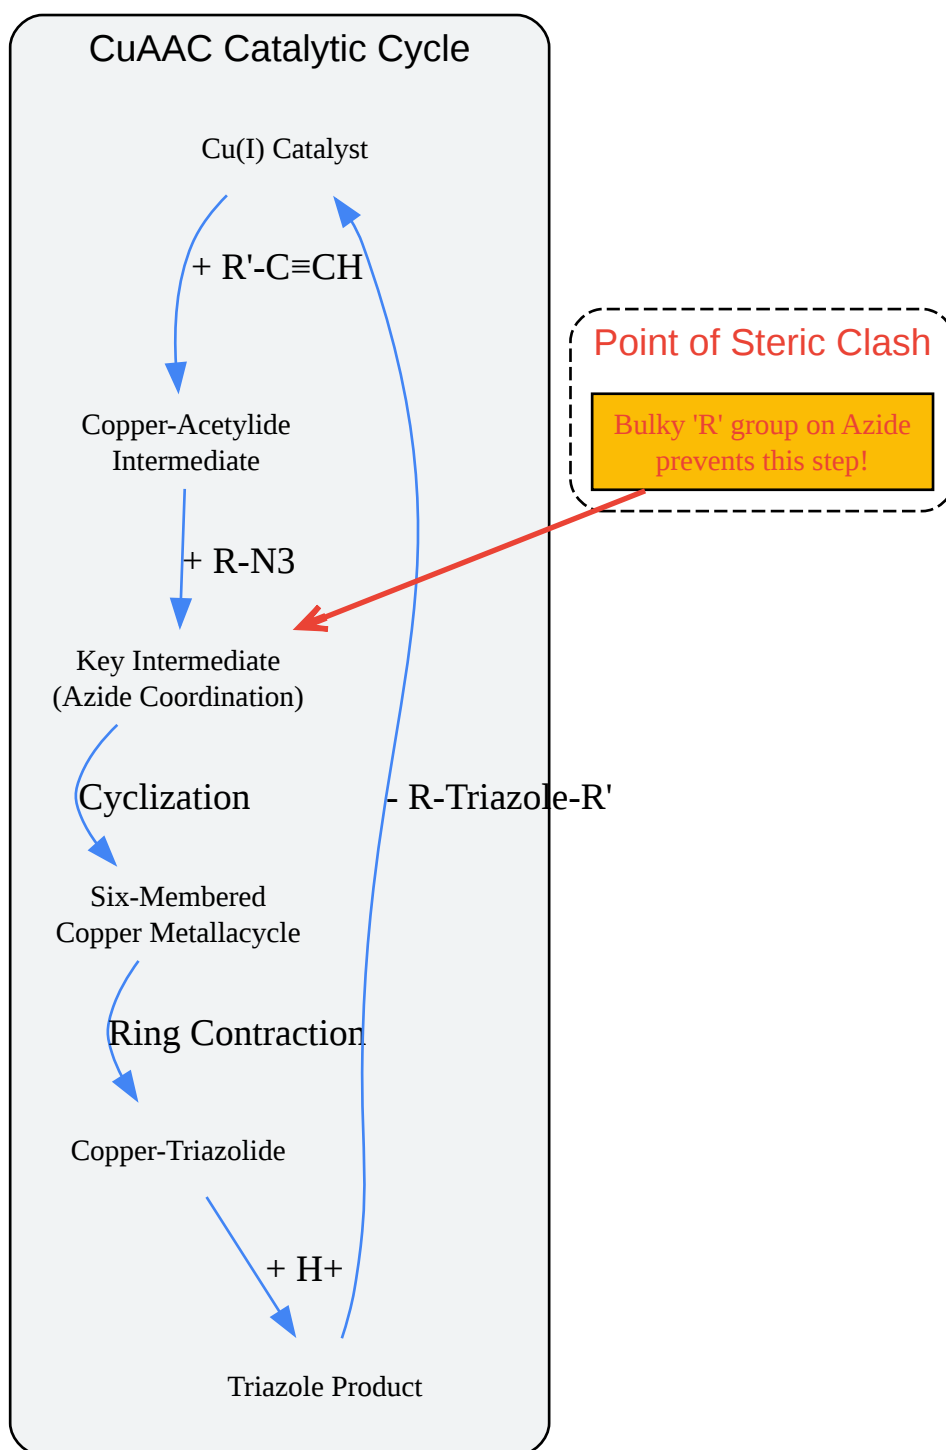 CuAAC Catalytic Cycle
Cu(I) Catalyst
+ R'-C≡CH
Point of Steric Clash
Bulky 'R' group on Azide
prevents this step!
Copper-Acetylide
Intermediate
+ R-N3
Key Intermediate
(Azide Coordination)
Cyclization
- R-Triazole-R'
Six-Membered
Copper Metallacycle
Ring Contraction
Copper-Triazolide
+ H+
Triazole Product